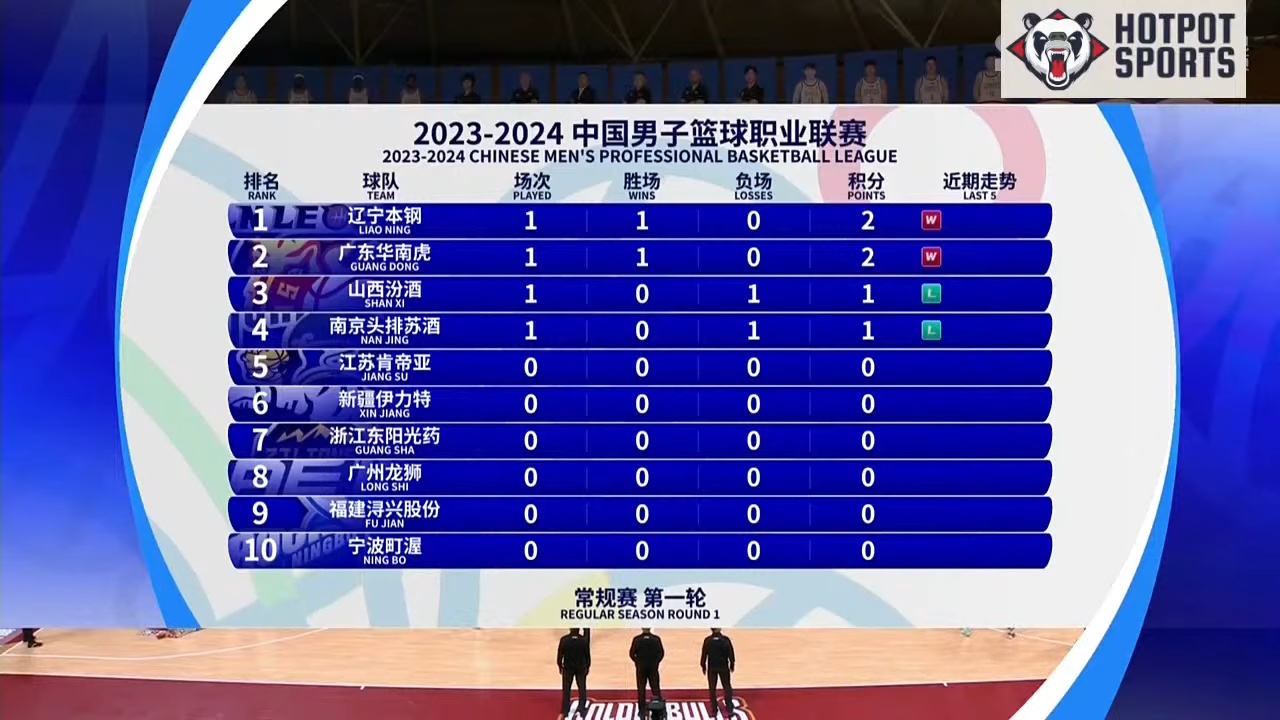 HOTPOT
SPORTS
2023-2024 中国男子篮球职业联赛
2023-2024 CHINESE MEN'S PROFESSIONAL BASKETBALL LEAGUE
排名 球队 场次 胜场 负场 积分 近期走势
RANK TEAM PLAYED WINS LOSSES POINTS LAST 5
1 辽宁本钢 1 1 0 2 W
LIAO NING
2 广东华南虎 1 1 0 2 W
GUANG DONG
3 山西汾酒 1 0 1 1 L
SHAN XI
4 南京头排苏酒 1 0 1 1 L
NAN JING
5 江苏肯帝亚 0 0 0 0
JIANG SU
6 新疆伊力特 0 0 0 0
XIN JIANG
7 浙江东阳光药 0 0 0 0
GUANG SHA
8 广州龙狮 0 0 0 0
LONG SHI
9 福建浔兴股份 0 0 0 0
FU JIAN
10 宁波町渥 0 0 0 0
NING BO
常规赛 第一轮
REGULAR SEASON ROUND 1